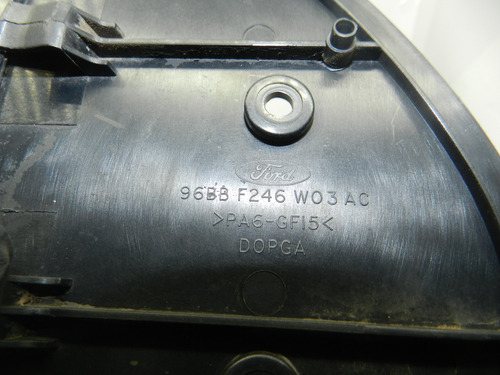 Ford
96BB F246 W03 AC
>PA6-GF15<
DOPGA